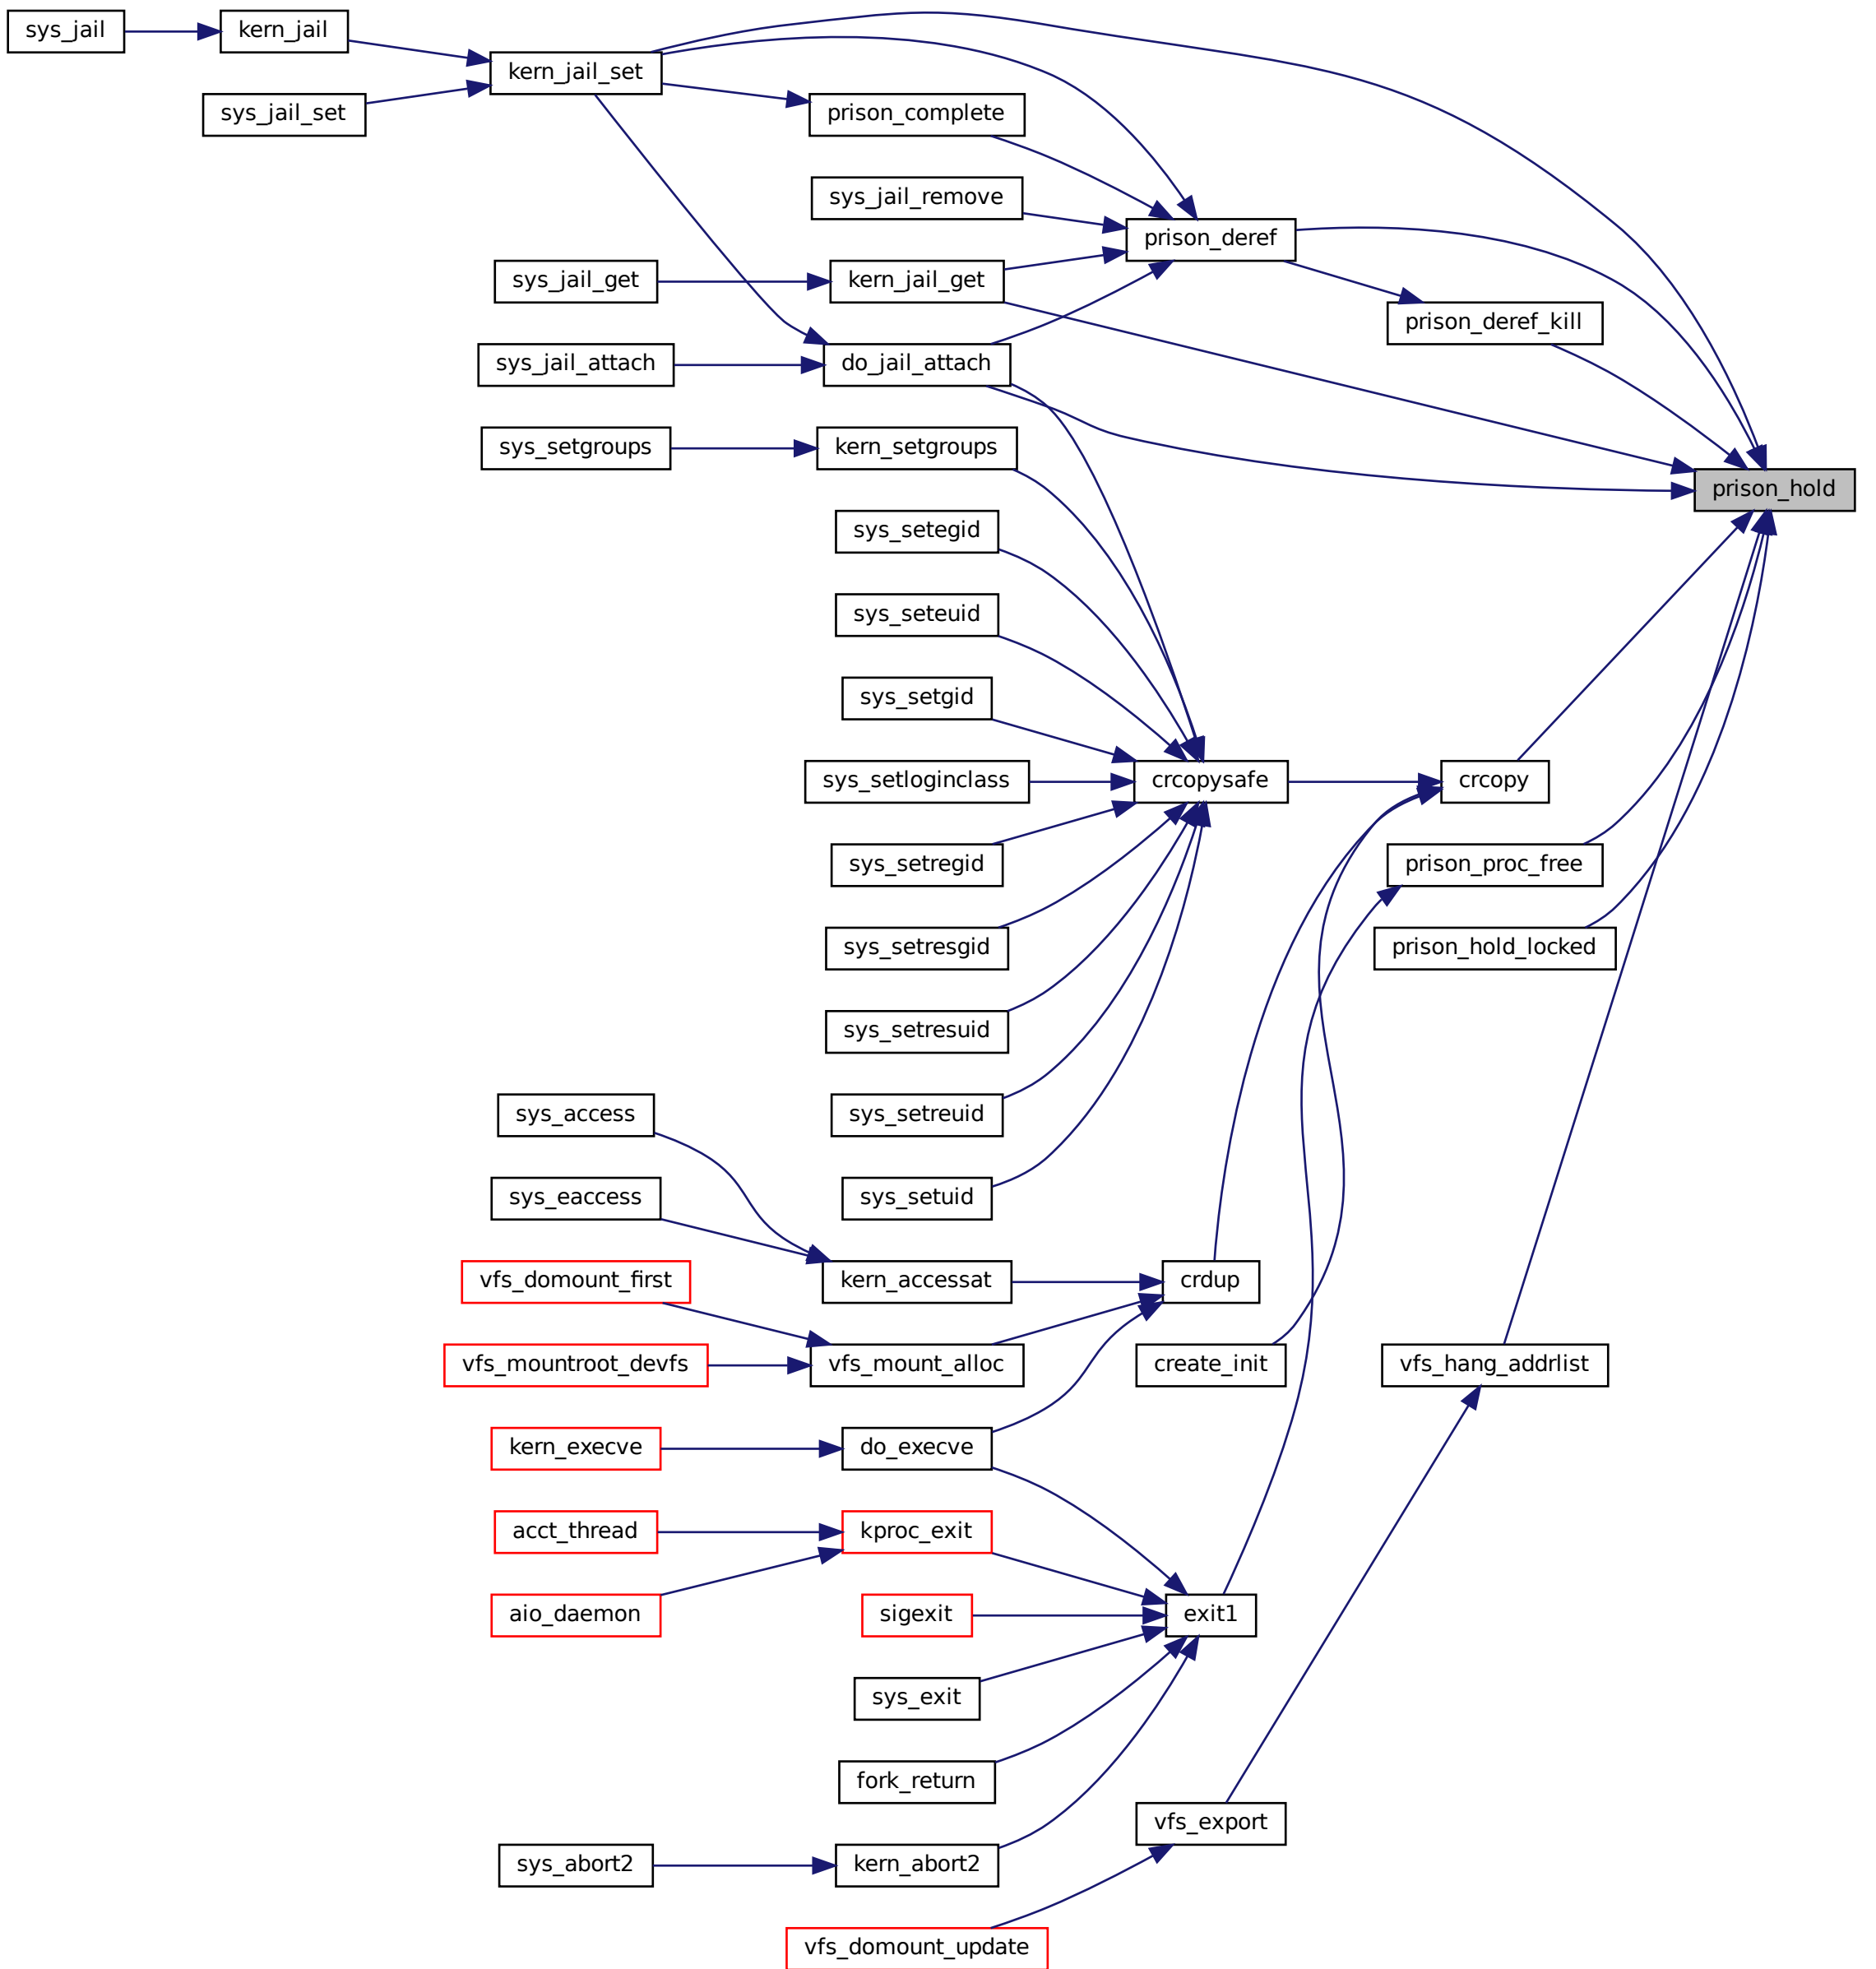 sys_jail
kern_jail
kern_jail_set
sys_jail_set
prison_complete
sys_jail_remove
prison_deref
sys_jail_get
kern_jail_get
prison_deref_kill
sys_jail_attach
do_jail_attach
sys_setgroups
kern_setgroups
prison_hold
sys_setegid
sys_seteuid
sys_setgid
sys_setloginclass
crcopysafe
crcopy
sys_setregid
prison_proc_free
sys_setresgid
prison_hold_locked
sys_setresuid
sys_access
sys_setreuid
sys_eaccess
sys_setuid
vfs_domount_first
kern_accessat
crdup
vfs_mountroot_devfs
vfs_mount_alloc
create_init
vfs_hang_addrlist
kern_execve
do_execve
acct_thread
kproc_exit
aio_daemon
sigexit
exit1
sys_exit
fork_return
vfs_export
sys_abort2
kern_abort2
vfs_domount_update